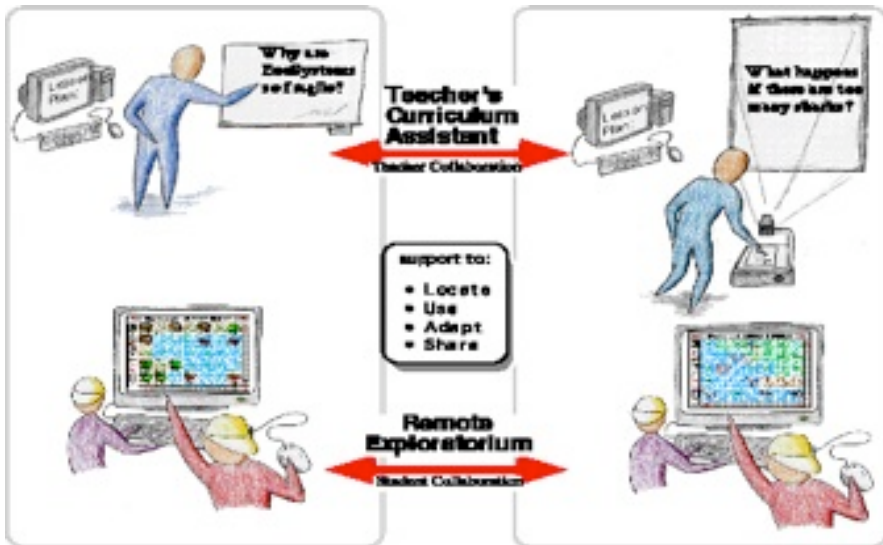 Lesson
Plan:
Why are
EcoSystems
so fragile?
Teacher's
Curriculum
Assistant
Teacher Collaboration
Lesson
Plan:
What happens
if there are too
many sharks?
support to:
• Locate
• Use
• Adapt
• Share
Remote
Exploratorium
Student Collaboration